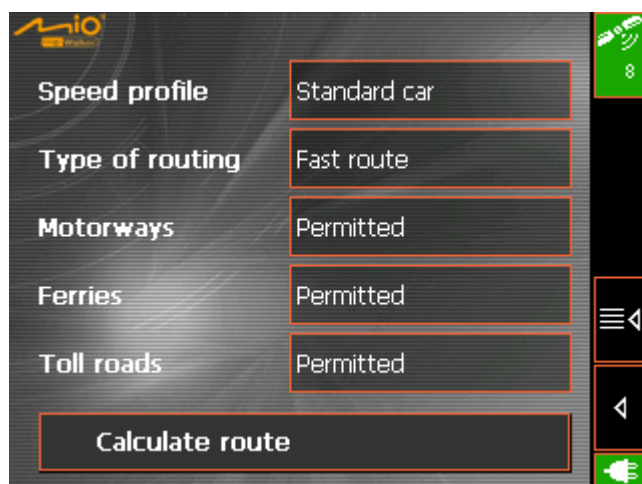 Mio
Speed profile Standard car
8
Type of routing Fast route
Motorways Permitted
Ferries Permitted
Toll roads Permitted
Calculate route